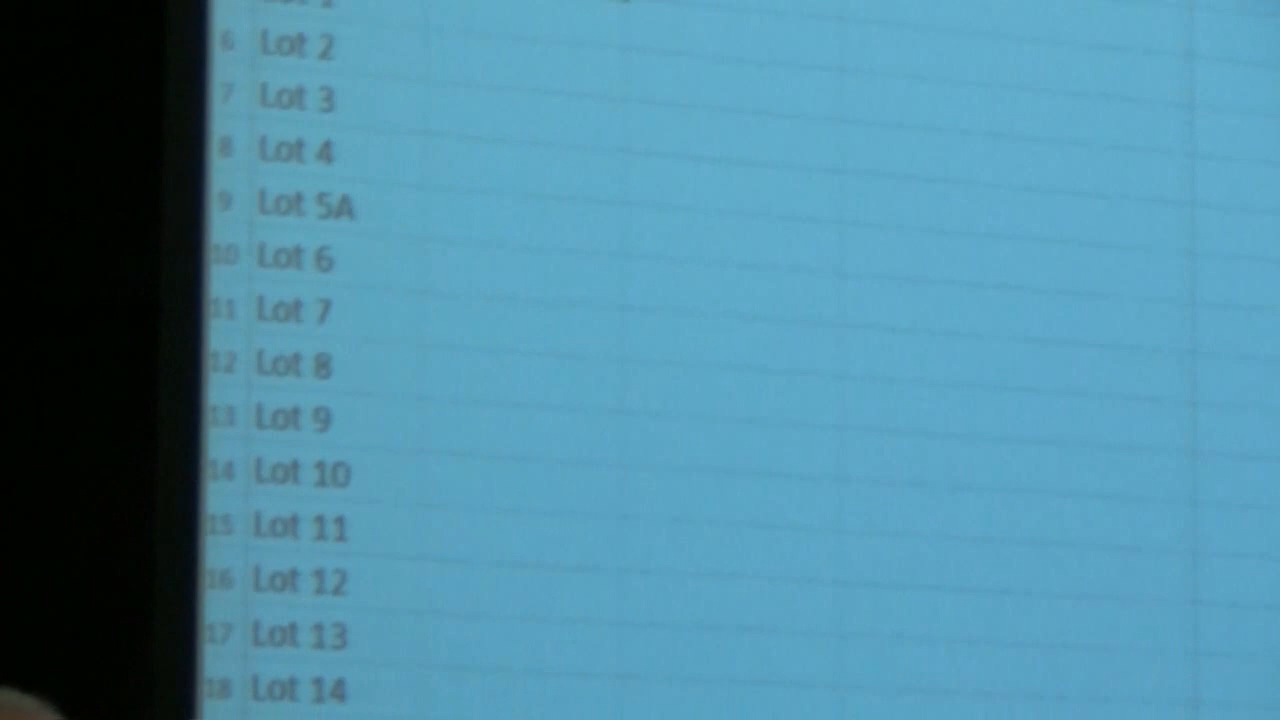 Lot 1
6 Lot 2
7 Lot 3
8 Lot 4
9 Lot 5A
10 Lot 6
11 Lot 7
12 Lot 8
13 Lot 9
14 Lot 10
15 Lot 11
16 Lot 12
17 Lot 13
18 Lot 14